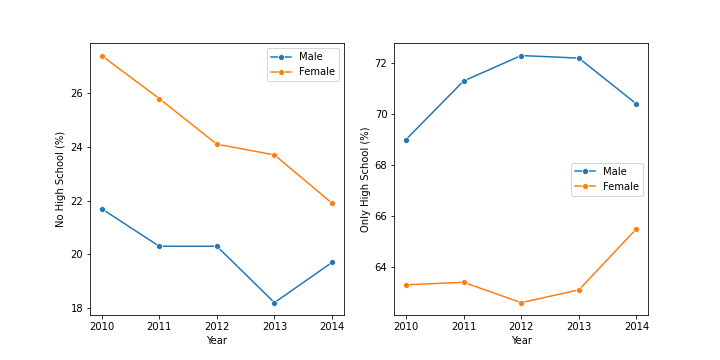 No High School (%)
26
24
22
20
18
2010 2011 2012 2013 2014
Year
Male
Female
Only High School (%)
72
70
68
66
64
2010 2011 2012 2013 2014
Year
Male
Female